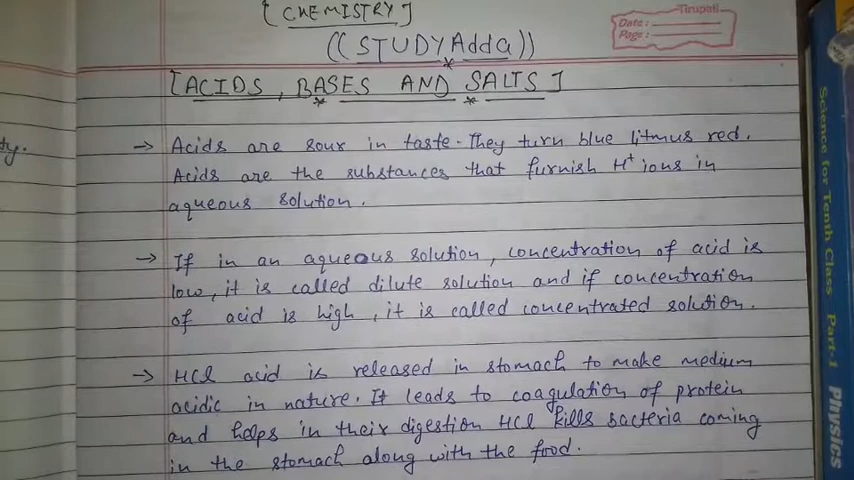 [CHEMISTRY]
Tirupati
Date:
Page:
((STUDYAdda))
[ACIDS, BASES AND SALTS]
ty.
→ Acids are sour in taste. They turn blue litmus red.
Acids are the substances that furnish H+ ions in
aqueous solution.
→ If in an aqueous solution, concentration of acid is
low, it is called dilute solution and if concentration
of acid is high, it is called concentrated solution.
→ HCl acid is released in stomach to make medium
acidic in nature. It leads to coagulation of protein
and helps in their digestion HCl kills bacteria coming
in the stomach along with the food.
Science for Tenth Class Part-1
Physics